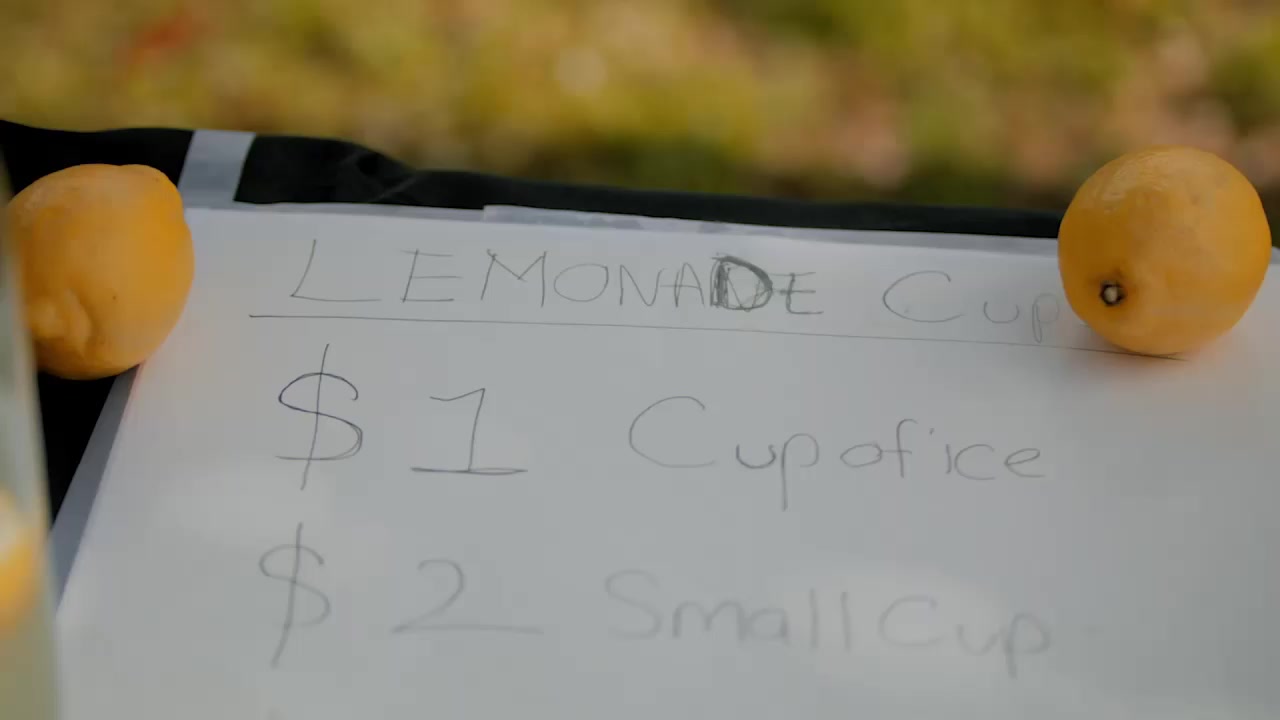 LEMONADE Cup
$1 Cup of ice
$2 Small Cup